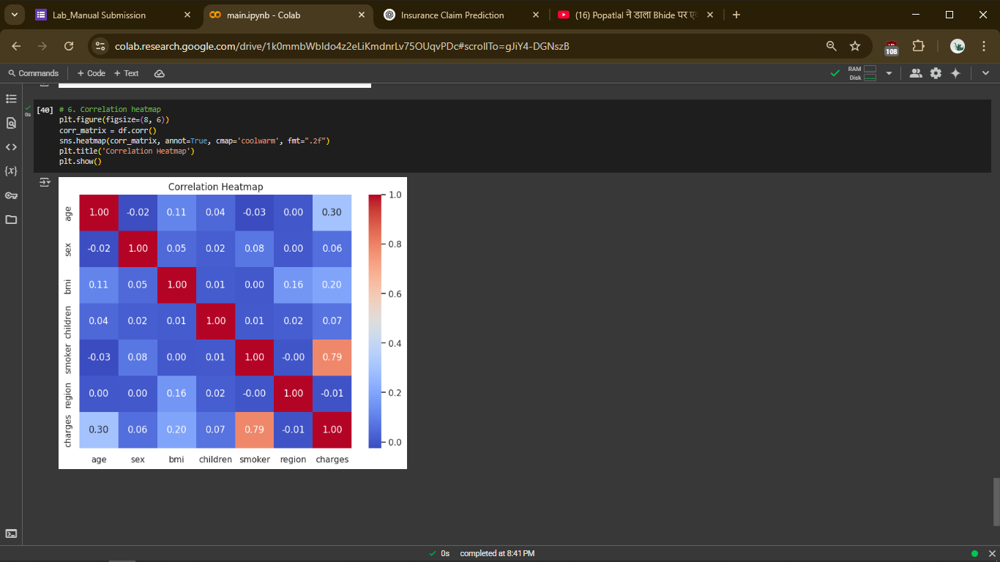 Lab_Manual Submission
main.ipynb - Colab
Insurance Claim Prediction
(16) Popatlal ने डाला Bhide पर
colab.research.google.com/drive/1k0mmbWbIdo4z2eLiKmdnrLv75OUqvPDc#scrollTo=gJiY4-DGNszB
108
Commands
+ Code
+ Text
RAM
Disk
0s
[40]
# 6. Correlation heatmap
plt.figure(figsize=(8, 6))
corr_matrix = df.corr()
sns.heatmap(corr_matrix, annot=True, cmap='coolwarm', fmt=".2f")
plt.title('Correlation Heatmap')
plt.show()
Correlation Heatmap
age 1.00 -0.02 0.11 0.04 -0.03 0.00 0.30
sex -0.02 1.00 0.05 0.02 0.08 0.00 0.06
bmi 0.11 0.05 1.00 0.01 0.00 0.16 0.20
children 0.04 0.02 0.01 1.00 0.01 0.02 0.07
smoker -0.03 0.08 0.00 0.01 1.00 -0.00 0.79
region 0.00 0.00 0.16 0.02 -0.00 1.00 -0.01
charges 0.30 0.06 0.20 0.07 0.79 -0.01 1.00
age sex bmi children smoker region charges
1.0
0.8
0.6
0.4
0.2
0.0
0s completed at 8:41 PM